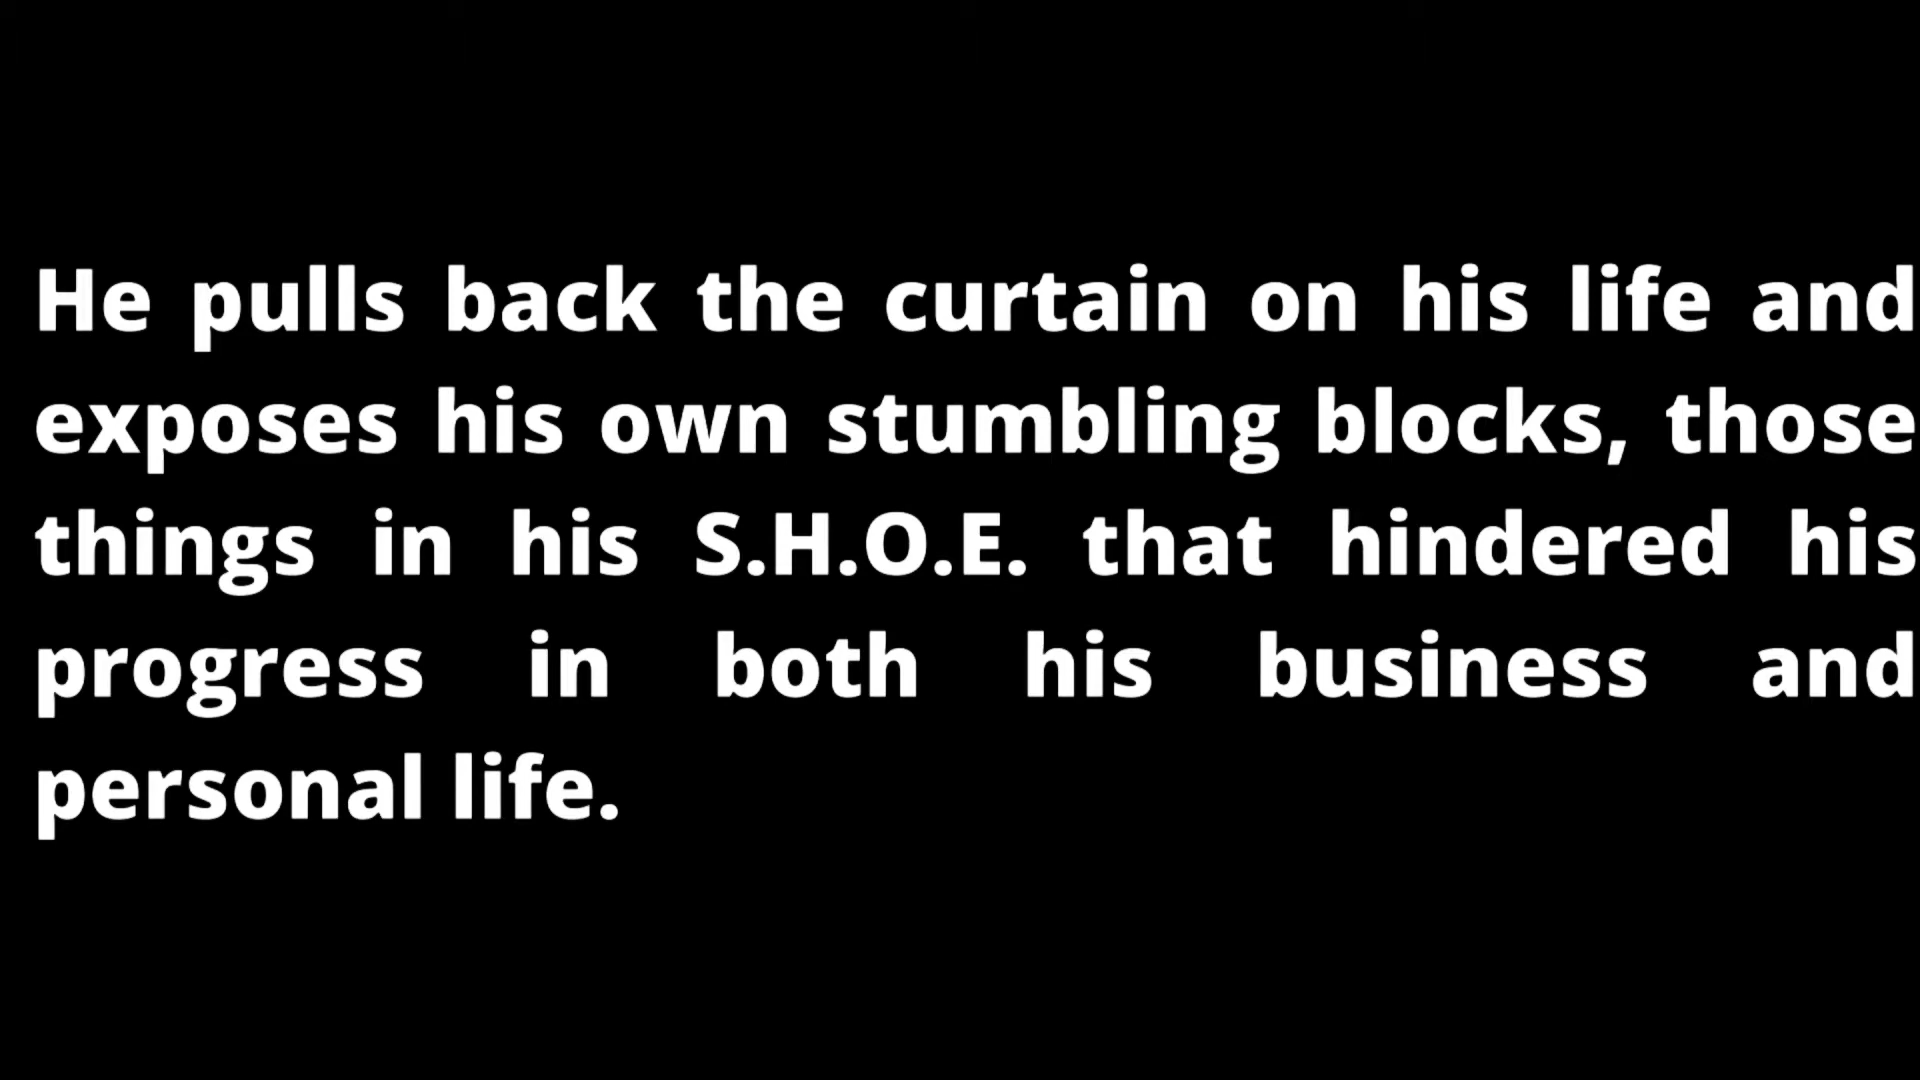 He pulls back the curtain on his life and
exposes his own stumbling blocks, those
things in his S.H.O.E. that hindered his
progress in both his business and
personal life.